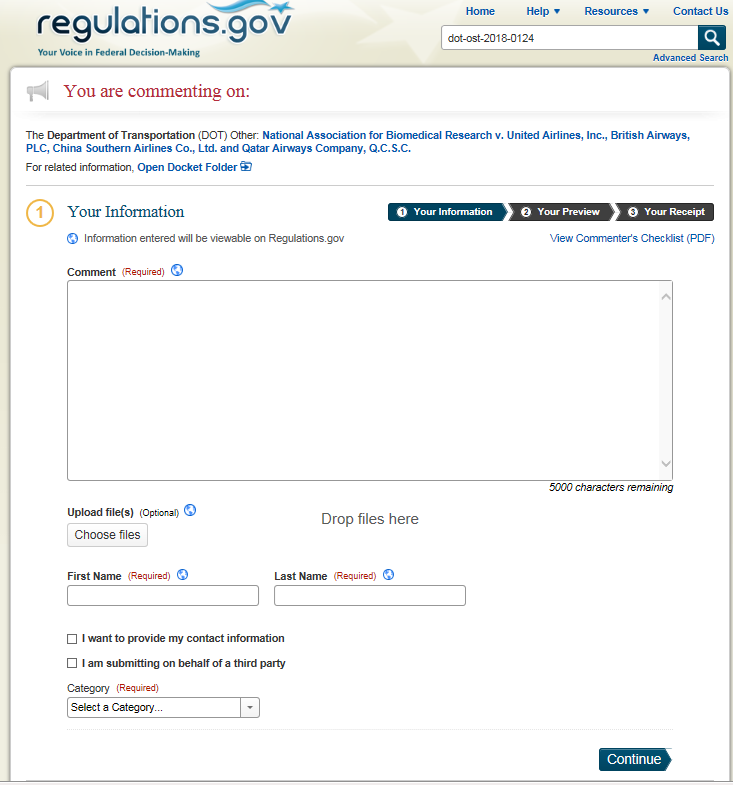 regulations.gov
Your Voice in Federal Decision-Making
Home Help Resources Contact Us
dot-ost-2018-0124
Advanced Search
You are commenting on:
The Department of Transportation (DOT) Other: National Association for Biomedical Research v. United Airlines, Inc., British Airways,
PLC, China Southern Airlines Co., Ltd. and Qatar Airways Company, Q.C.S.C.
For related information, Open Docket Folder
1 Your Information
1 Your Information 2 Your Preview 3 Your Receipt
Information entered will be viewable on Regulations.gov
View Commenter's Checklist (PDF)
Comment (Required)
5000 characters remaining
Upload file(s) (Optional)
Drop files here
Choose files
First Name (Required) Last Name (Required)
I want to provide my contact information
I am submitting on behalf of a third party
Category (Required)
Select a Category...
Continue